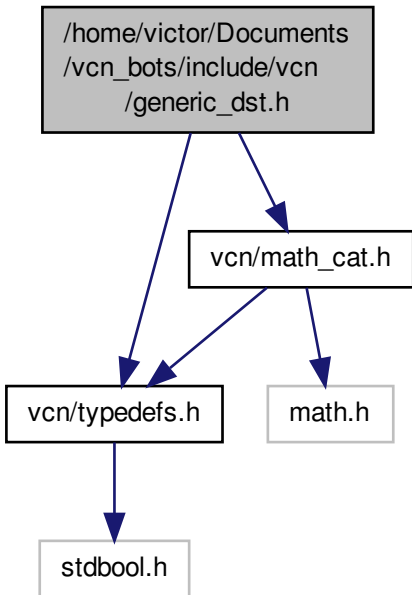 /home/victor/Documents
/vcn_bots/include/vcn
/generic_dst.h
vcn/math_cat.h
vcn/typedefs.h
math.h
stdbool.h